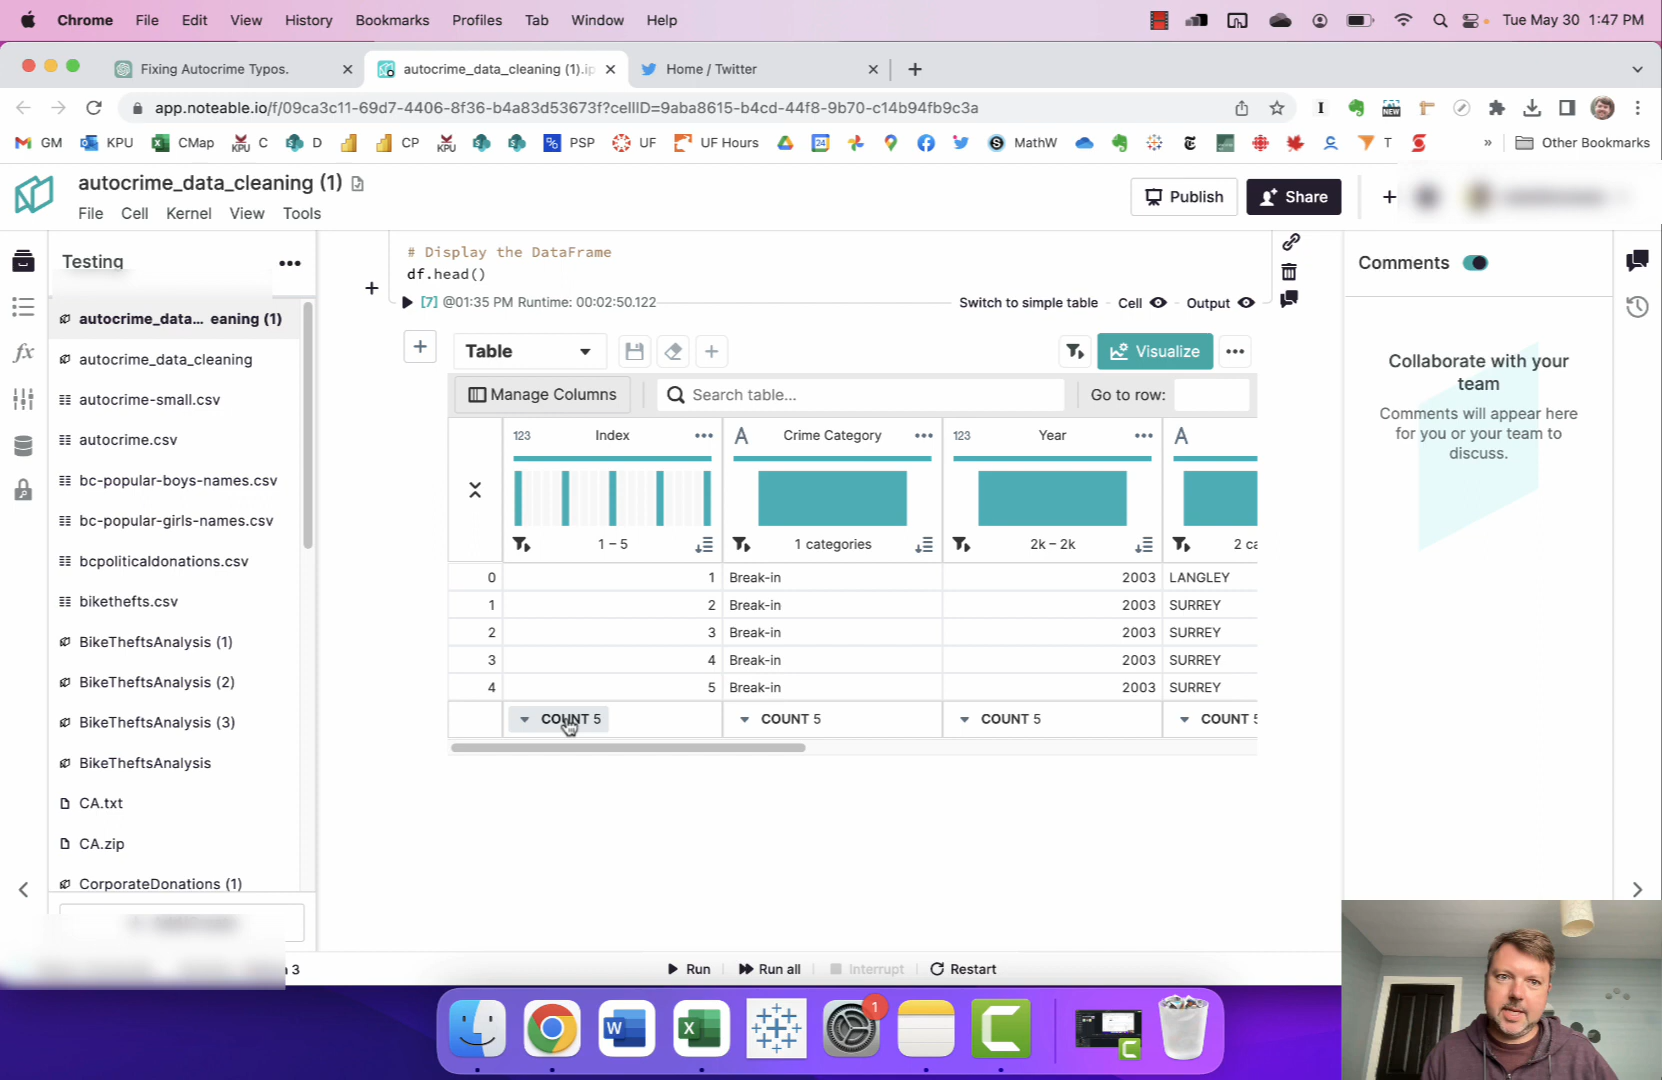 Chrome File Edit View History Bookmarks Profiles Tab Window Help Tue May 30 1:47 PM
Fixing Autocrime Typos. autocrime_data_cleaning (1).ip Home / Twitter
app.noteable.io/f/09ca3c11-69d7-4406-8f36-b4a83d53673f?cellID=9aba8615-b4cd-44f8-9b70-c14b94fb9c3a
GM KPU CMap C D CP PSP UF UF Hours MathW T » Other Bookmarks
autocrime_data_cleaning (1)
File Cell Kernel View Tools
Publish Share
Testing
autocrime_data... eaning (1)
autocrime_data_cleaning
autocrime-small.csv
autocrime.csv
bc-popular-boys-names.csv
bc-popular-girls-names.csv
bcpoliticaldonations.csv
bikethefts.csv
BikeTheftsAnalysis (1)
BikeTheftsAnalysis (2)
BikeTheftsAnalysis (3)
BikeTheftsAnalysis
CA.txt
CA.zip
CorporateDonations (1)
3
# Display the DataFrame
df.head()
[7] @01:35 PM Runtime: 00:02:50.122 Switch to simple table Cell Output
Table Visualize
Manage Columns Search table... Go to row:
123 Index A Crime Category 123 Year A
1 – 5 1 categories 2k – 2k 2 ca
0 1 Break-in 2003 LANGLEY
1 2 Break-in 2003 SURREY
2 3 Break-in 2003 SURREY
3 4 Break-in 2003 SURREY
4 5 Break-in 2003 SURREY
COUNT 5 COUNT 5 COUNT 5 COUNT 5
Run Run all Interrupt Restart
Comments
Collaborate with your
team
Comments will appear here
for you or your team to
discuss.
1